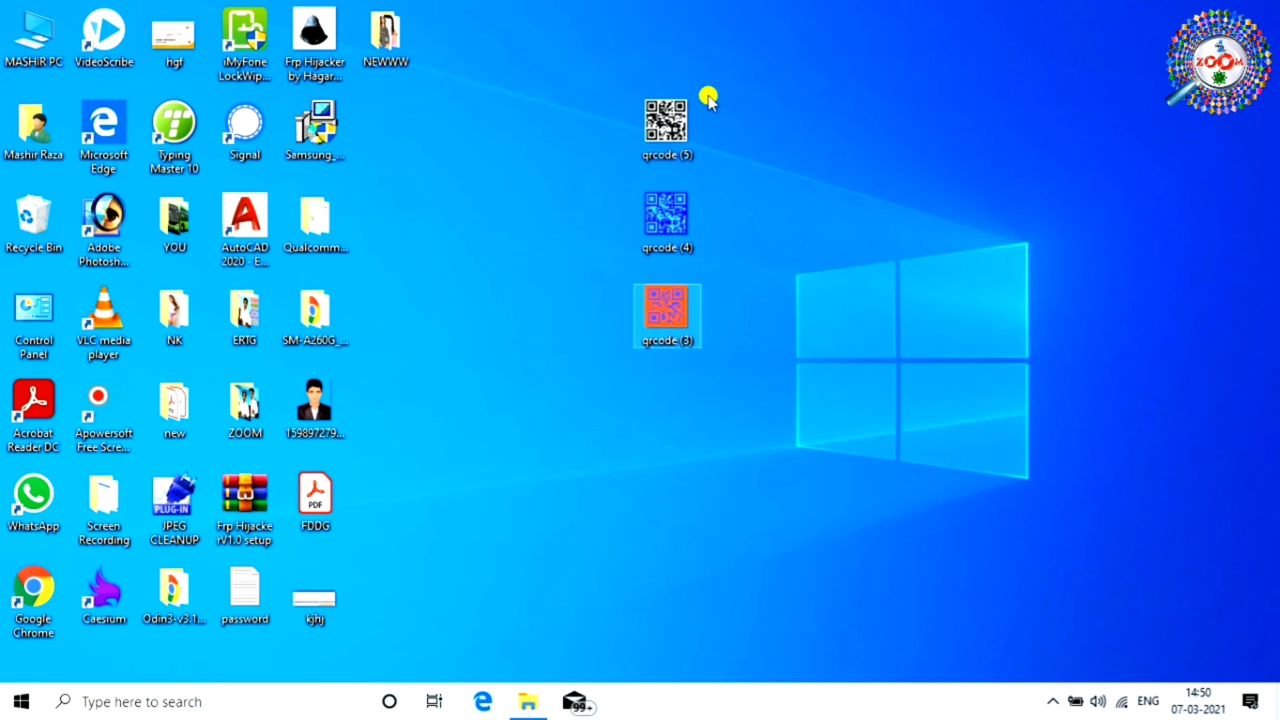 MASHIR PC
VideoScribe
hgf
iMyFone
LockWip...
Frp Hijacker
by Hagar...
NEWWW
ZOOM
Mashir Raza
Microsoft
Edge
Typing
Master 10
Signal
Samsung_...
qrcode (5)
Recycle Bin
Adobe
Photosh...
YOU
AutoCAD
2020 - E...
Qualcomm...
qrcode (4)
Control
Panel
VLC media
player
NK
ERTG
SM-A260G_...
qrcode (3)
Acrobat
Reader DC
Apowersoft
Free Scre...
new
ZOOM
159897279...
WhatsApp
Screen
Recording
PLUG-IN
JPEG
CLEANUP
Frp Hijacke
rV1.0 setup
PDF
FDDG
Google
Chrome
Caesium
Odin3-v3.1...
password
kjhj
Type here to search
99+
ENG
14:50
07-03-2021